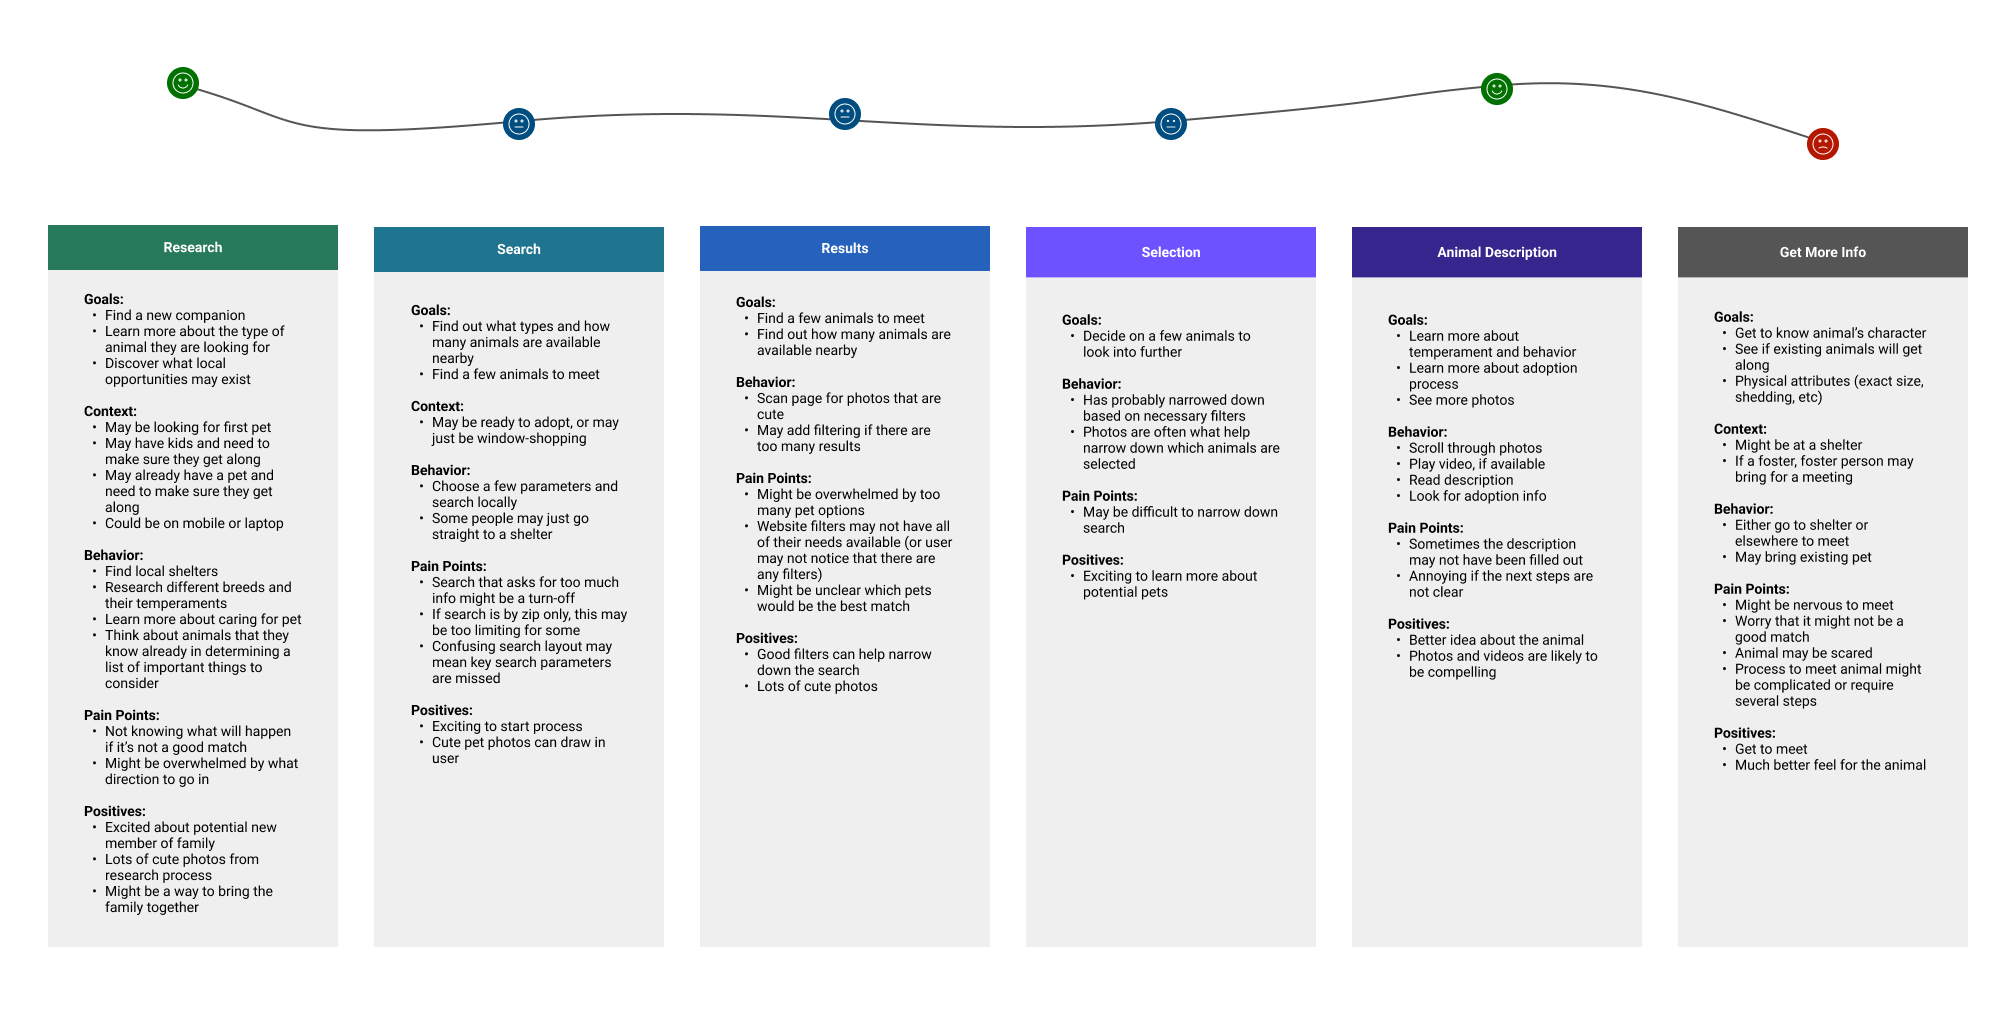 Research
Goals:
• Find a new companion
• Learn more about the type of
animal they are looking for
• Discover what local
opportunities may exist
Context:
• May be looking for first pet
• May have kids and need to
make sure they get along
• May already have a pet and
need to make sure they get
along
• Could be on mobile or laptop
Behavior:
• Find local shelters
• Research different breeds and
their temperaments
• Learn more about caring for pet
• Think about animals that they
know already in determining a
list of important things to
consider
Pain Points:
• Not knowing what will happen
if it's not a good match
• Might be overwhelmed by what
direction to go in
Positives:
• Excited about potential new
member of family
• Lots of cute photos from
research process
• Might be a way to bring the
family together
Search
Goals:
• Find out what types and how
many animals are available
nearby
• Find a few animals to meet
Context:
• May be ready to adopt, or may
just be window-shopping
Behavior:
• Choose a few parameters and
search locally
• Some people may just go
straight to a shelter
Pain Points:
• Search that asks for too much
info might be a turn-off
• If search is by zip only, this may
be too limiting for some
• Confusing search layout may
mean key search parameters
are missed
Positives:
• Exciting to start process
• Cute pet photos can draw in
user
Results
Goals:
• Find a few animals to meet
• Find out how many animals are
available nearby
Behavior:
• Scan page for photos that are
cute
• May add filtering if there are
too many results
Pain Points:
• Might be overwhelmed by too
many pet options
• Website filters may not have all
of their needs available (or user
may not notice that there are
any filters)
• Might be unclear which pets
would be the best match
Positives:
• Good filters can help narrow
down the search
• Lots of cute photos
Selection
Goals:
• Decide on a few animals to
look into further
Behavior:
• Has probably narrowed down
based on necessary filters
• Photos are often what help
narrow down which animals are
selected
Pain Points:
• May be difficult to narrow down
search
Positives:
• Exciting to learn more about
potential pets
Animal Description
Goals:
• Learn more about
temperament and behavior
• Learn more about adoption
process
• See more photos
Behavior:
• Scroll through photos
• Play video, if available
• Read description
• Look for adoption info
Pain Points:
• Sometimes the description
may not have been filled out
• Annoying if the next steps are
not clear
Positives:
• Better idea about the animal
• Photos and videos are likely to
be compelling
Get More Info
Goals:
• Get to know animal's character
• See if existing animals will get
along
• Physical attributes (exact size,
shedding, etc)
Context:
• Might be at a shelter
• If a foster, foster person may
bring for a meeting
Behavior:
• Either go to shelter or
elsewhere to meet
• May bring existing pet
Pain Points:
• Might be nervous to meet
• Worry that it might not be a
good match
• Animal may be scared
• Process to meet animal might
be complicated or require
several steps
Positives:
• Get to meet
• Much better feel for the animal